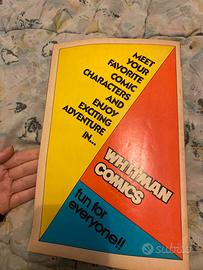 MEET
YOUR
FAVORITE
COMIC
CHARACTERS
AND
ENJOY
EXCITING
ADVENTURE
IN...
WHITMAN
COMICS
fun for
everyone!!
subito